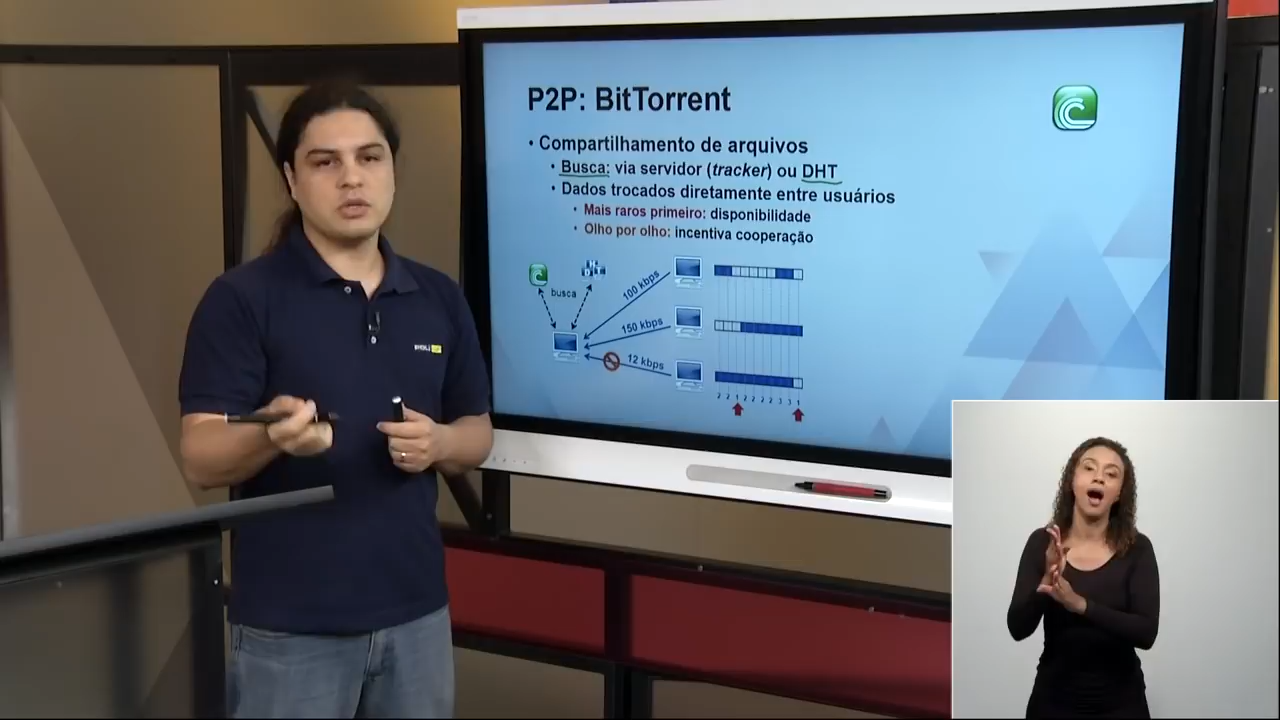 P2P: BitTorrent
• Compartilhamento de arquivos
• Busca: via servidor (tracker) ou DHT
• Dados trocados diretamente entre usuários
• Mais raros primeiro: disponibilidade
• Olho por olho: incentiva cooperação
busca
100 kbps
150 kbps
12 kbps
2 2 1 2 2 2 2 3 3 1
POLI